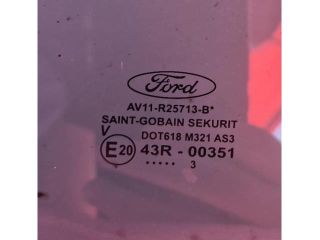 Ford
AV11-R25713-B*
SAINT-GOBAIN SEKURIT
V DOT618 M321 AS3
E20 43R - 00351
..... 3